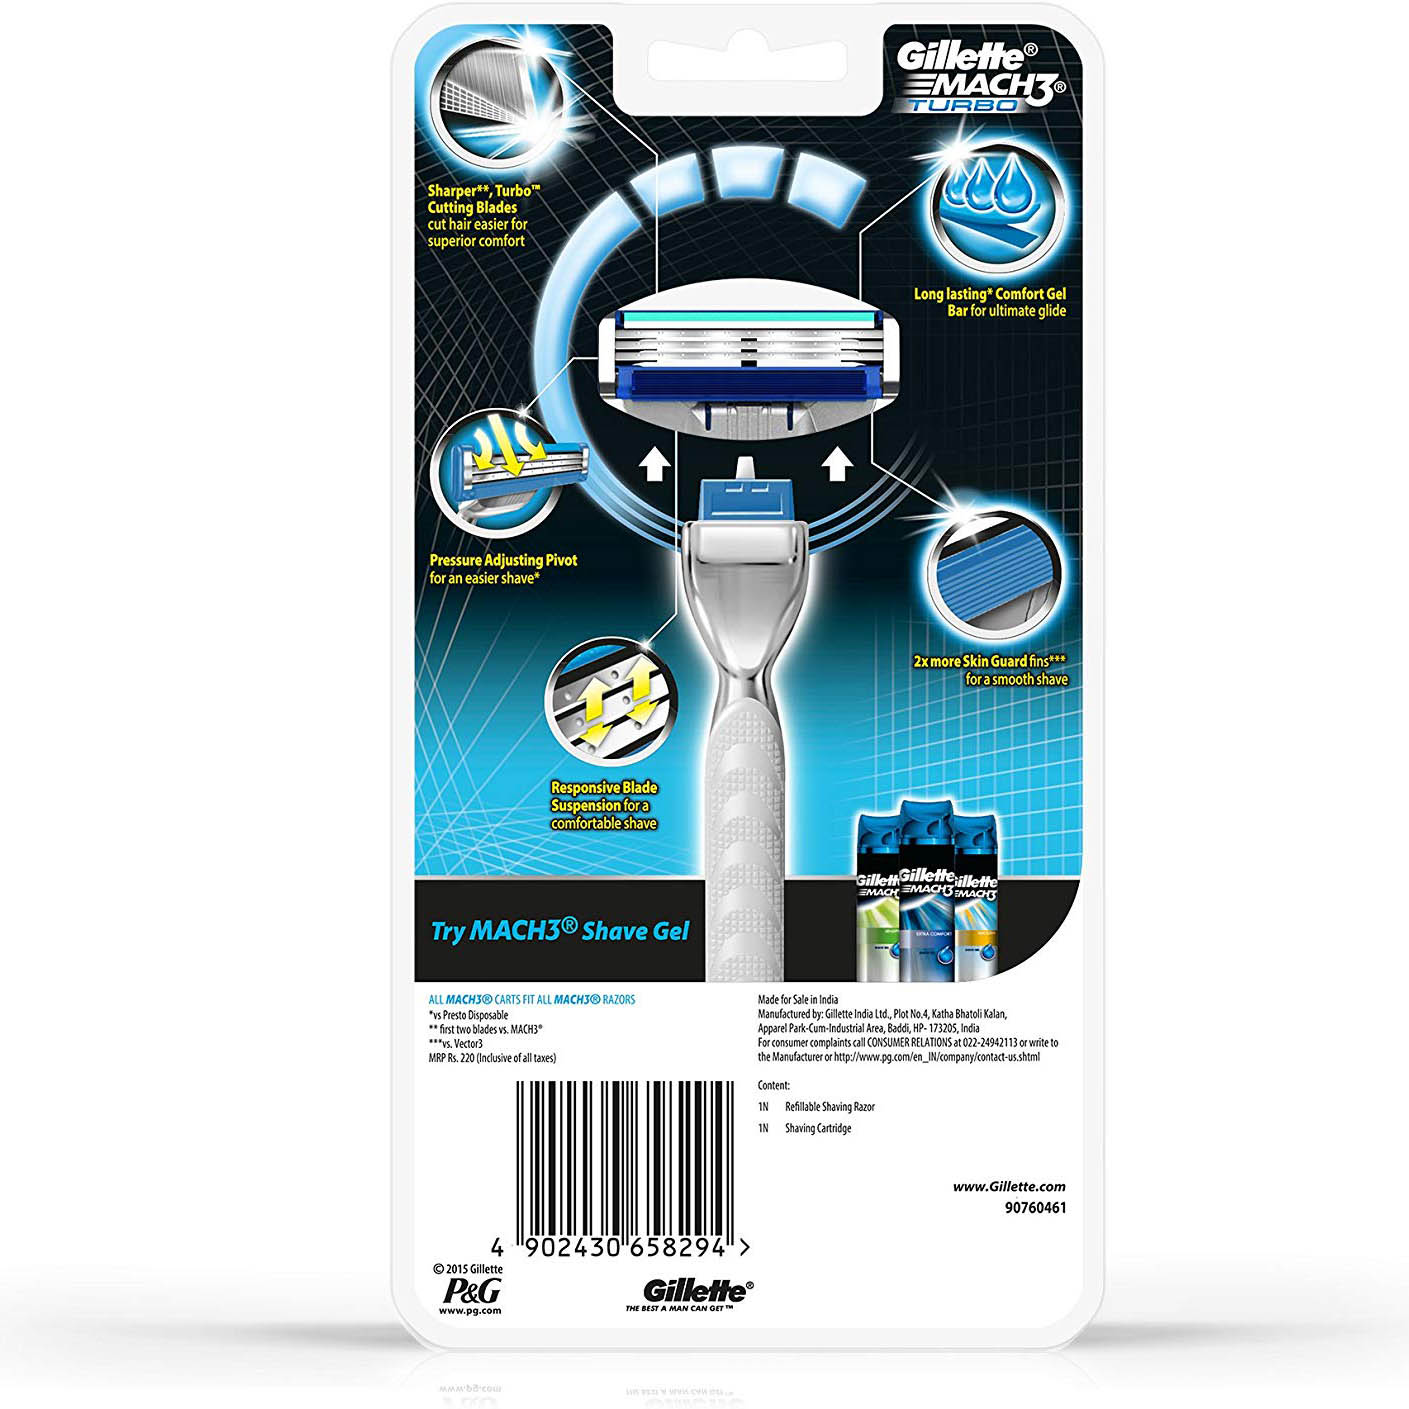 Gillette®
MACH3®
TURBO
Sharper**, Turbo™
Cutting Blades
cut hair easier for
superior comfort
Long lasting* Comfort Gel
Bar for ultimate glide
Pressure Adjusting Pivot
for an easier shave*
2x more Skin Guard fins***
for a smooth shave
Responsive Blade
Suspension for a
comfortable shave
Gillette
MACH3
EXTRA COMFORT
Try MACH3® Shave Gel
ALL MACH3® CARTS FIT ALL MACH3® RAZORS
*vs Presto Disposable
** first two blades vs. MACH3®
***vs. Vector3
MRP Rs. 220 (Inclusive of all taxes)
Made for Sale in India
Manufactured by: Gillette India Ltd., Plot No.4, Katha Bhatoli Kalan,
Apparel Park-Cum-Industrial Area, Baddi, HP- 173205, India
For consumer complaints call CONSUMER RELATIONS at 022-24942113 or write to
the Manufacturer or http://www.pg.com/en_IN/company/contact-us.shtml
Content:
1N Refillable Shaving Razor
1N Shaving Cartridge
www.Gillette.com
90760461
4 902430 658294 >
© 2015 Gillette
P&G
www.pg.com
Gillette®
THE BEST A MAN CAN GET™